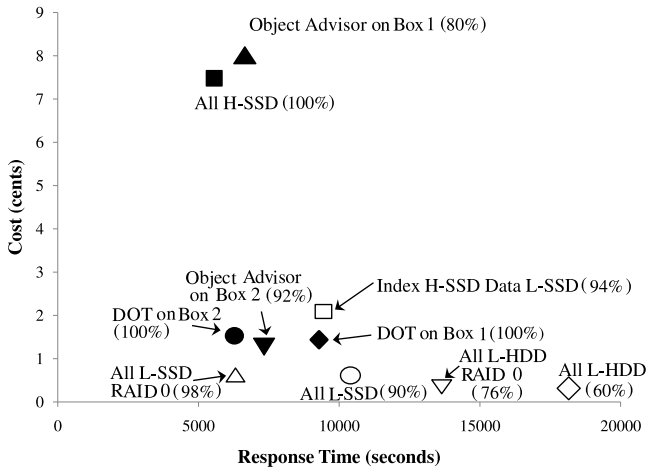 9
Object Advisor on Box 1 (80%)
8
7
All H-SSD (100%)
6
5
4
3
Object Advisor
on Box 2 (92%)
Index H-SSD Data L-SSD (94%)
2
DOT on Box 2
(100%)
DOT on Box 1 (100%)
1
All L-SSD
RAID 0 (98%)
All L-SSD (90%)
All L-HDD
RAID 0
(76%)
All L-HDD
(60%)
0
0
5000
10000
15000
20000
Cost (cents)
Response Time (seconds)